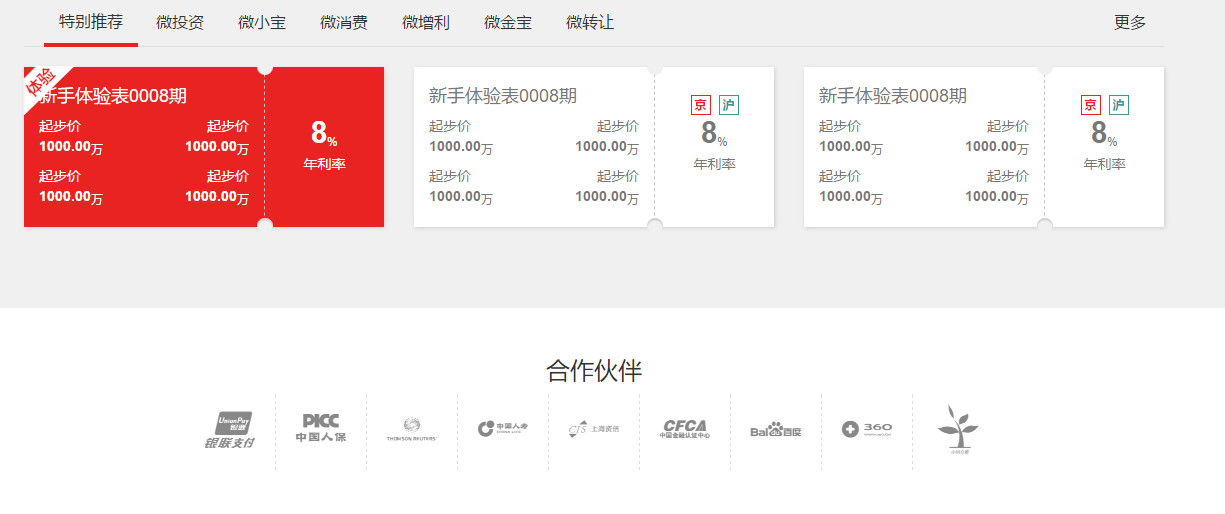 特别推荐 微投资 微小宝 微消费 微增利 微金宝 微转让 更多
体验
新手体验表0008期
起步价 起步价
1000.00万 1000.00万
起步价 起步价
1000.00万 1000.00万
8%
年利率
新手体验表0008期
起步价 起步价
1000.00万 1000.00万
起步价 起步价
1000.00万 1000.00万
京 沪
8%
年利率
新手体验表0008期
起步价 起步价
1000.00万 1000.00万
起步价 起步价
1000.00万 1000.00万
京 沪
8%
年利率
合作伙伴
UnionPay
银联
银联支付
PICC
中国人保
THOMSON REUTERS
中国人寿
CHINA LIFE
CIS 上海资信
CFCA
中国金融认证中心
Bai du 百度
360